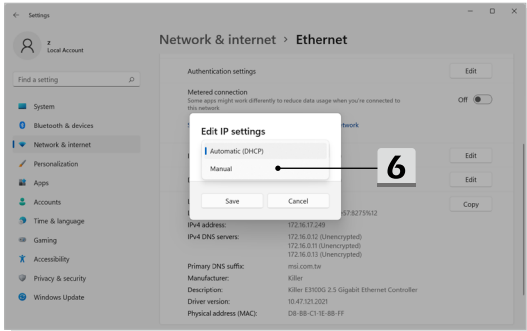 Settings
z
Local Account
Find a setting
System
Bluetooth & devices
Network & internet
Personalization
Apps
Accounts
Time & language
Gaming
Accessibility
Privacy & security
Windows Update
Network & internet > Ethernet
Authentication settings
Edit
Metered connection
Some apps might work differently to reduce data usage when you're connected to
this network
Off
Edit IP settings
Automatic (DHCP)
Manual
6
Save
Cancel
Edit
Edit
Copy
IPv4 address: 172.16.17.249
IPv4 DNS servers: 172.16.0.12 (Unencrypted)
172.16.0.11 (Unencrypted)
172.16.0.13 (Unencrypted)
Primary DNS suffix: msi.com.tw
Manufacturer: Killer
Description: Killer E3100G 2.5 Gigabit Ethernet Controller
Driver version: 10.47.121.2021
Physical address (MAC): D8-BB-C1-1E-8B-FF